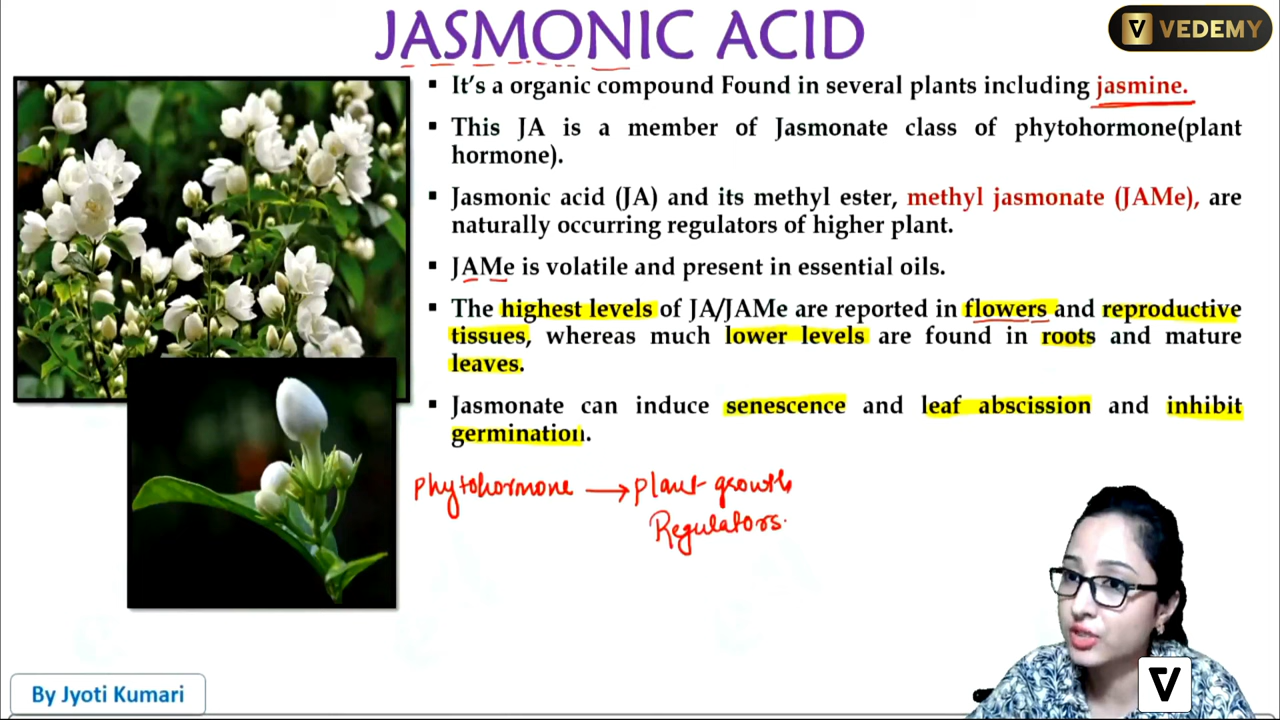 JASMONIC ACID
VEDEMY
▪ It's a organic compound Found in several plants including jasmine.
▪ This JA is a member of Jasmonate class of phytohormone(plant
hormone).
▪ Jasmonic acid (JA) and its methyl ester, methyl jasmonate (JAMe), are
naturally occurring regulators of higher plant.
▪ JAMe is volatile and present in essential oils.
▪ The highest levels of JA/JAMe are reported in flowers and reproductive
tissues, whereas much lower levels are found in roots and mature
leaves.
▪ Jasmonate can induce senescence and leaf abscission and inhibit
germination.
Phytohormone → Plant growth
Regulators.
By Jyoti Kumari